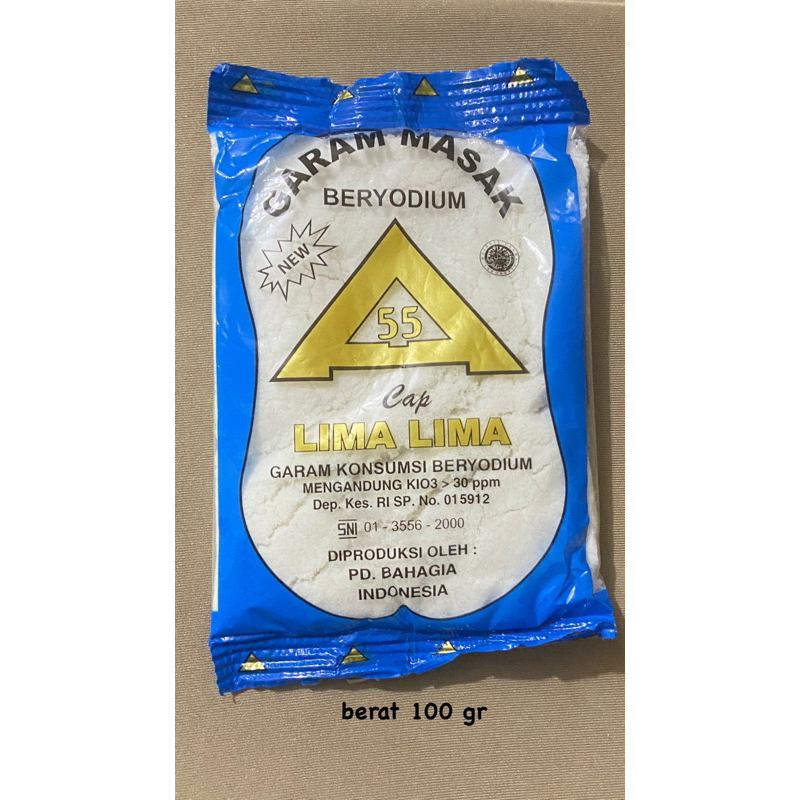 GARAM MASAK
BERYODIUM
NEW
55
Cap
LIMA LIMA
GARAM KONSUMSI BERYODIUM
MENGANDUNG KIO3 > 30 ppm
Dep. Kes. RI SP. No. 015912
SNI 01 - 3556 - 2000
DIPRODUKSI OLEH :
PD. BAHAGIA
INDONESIA
berat 100 gr